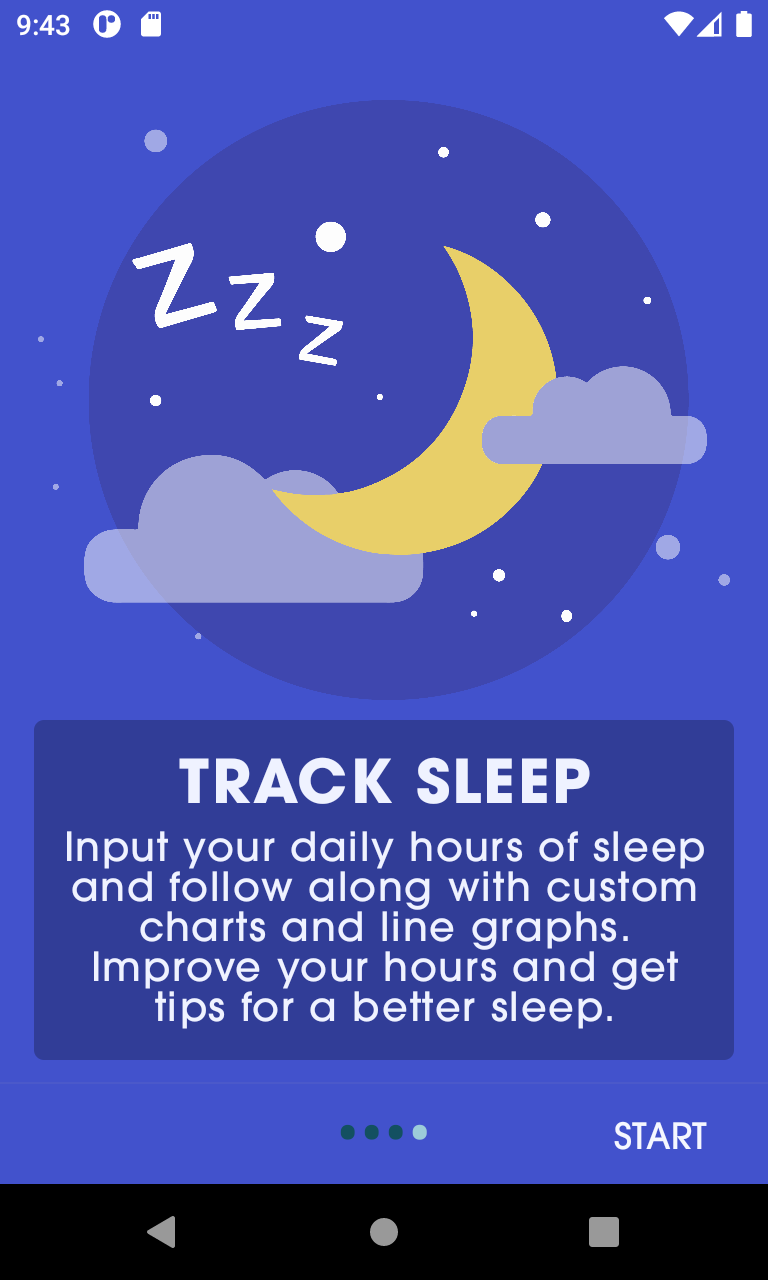 9:43
Z Z Z
TRACK SLEEP
Input your daily hours of sleep
and follow along with custom
charts and line graphs.
Improve your hours and get
tips for a better sleep.
START